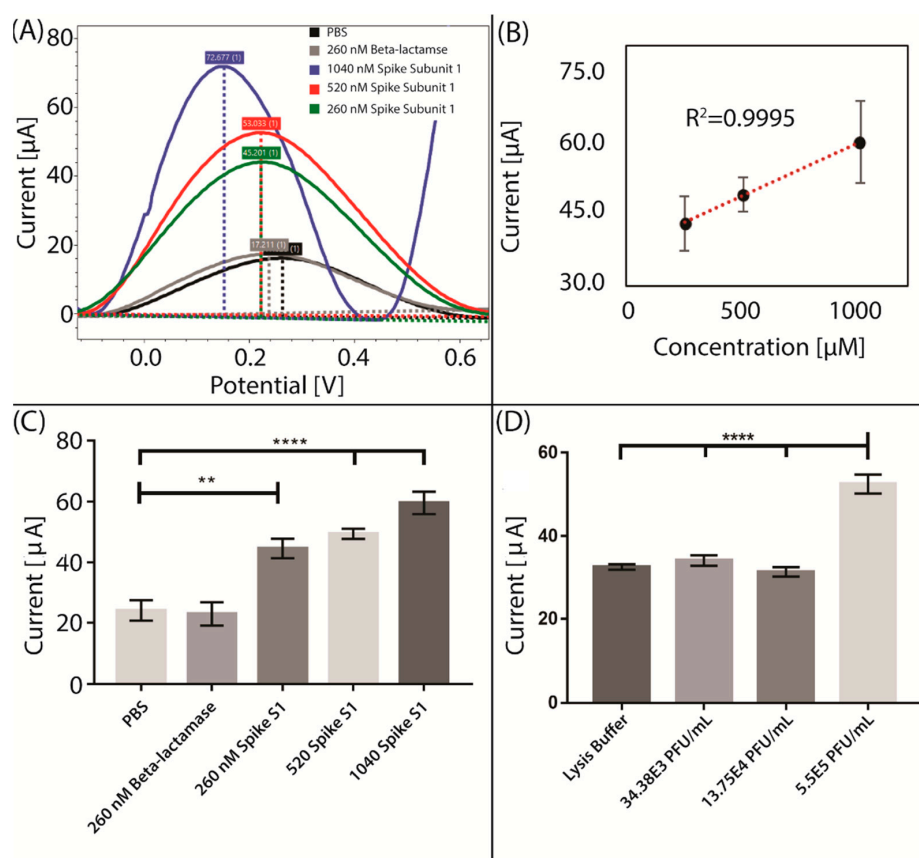 (A)
80
60
40
20
0
Current [µA]
0.0
0.2
0.4
0.6
Potential [V]
72.677 (1)
53.033 (1)
45.201 (1)
17.211 (1)
(1)
PBS
260 nM Beta-lactamse
1040 nM Spike Subunit 1
520 nM Spike Subunit 1
260 nM Spike Subunit 1
(B)
75.0
60.0
45.0
30.0
Current [µA]
R²=0.9995
0
500
1000
Concentration [µM]
(C)
80
60
40
20
0
Current [µ A]
****
**
PBS
260 nM Beta-lactamase
260 nM Spike S1
520 Spike S1
1040 Spike S1
(D)
60
40
20
0
Current [µ A]
****
Lysis Buffer
34.38E3 PFU/mL
13.75E4 PFU/mL
5.5E5 PFU/mL